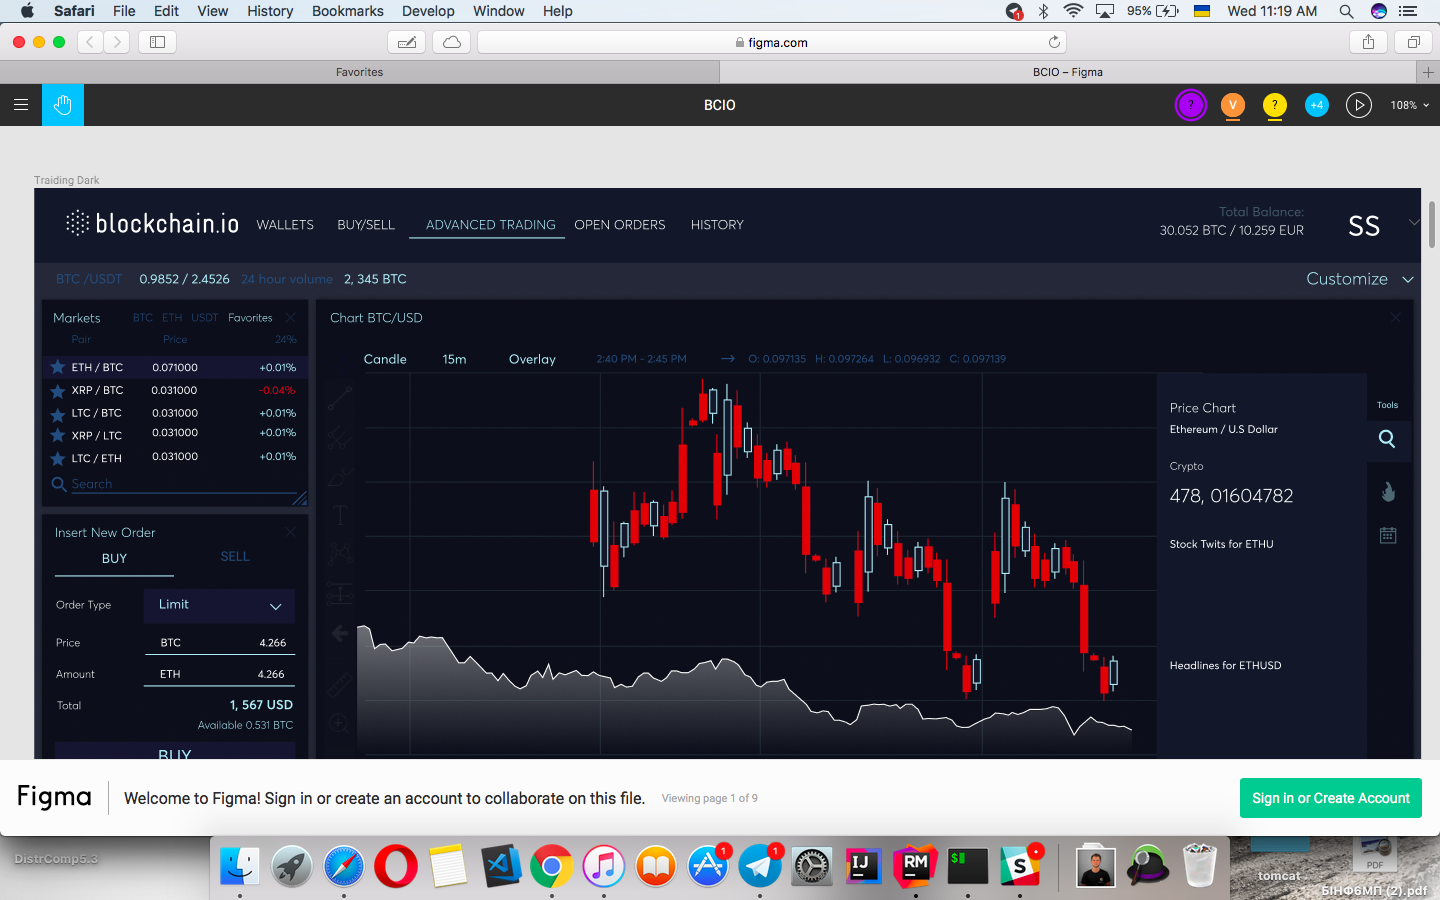 Safari File Edit View History Bookmarks Develop Window Help 1 95% Wed 11:19 AM
figma.com
Favorites BCIO – Figma
BCIO ? V ? +4 108%
Traiding Dark
blockchain.io WALLETS BUY/SELL ADVANCED TRADING OPEN ORDERS HISTORY
Total Balance:
30.052 BTC / 10.259 EUR
SS
BTC /USDT 0.9852 / 2.4526 24 hour volume 2, 345 BTC Customize
Markets BTC ETH USDT Favorites
Pair Price 24%
ETH / BTC 0.071000 +0.01%
XRP / BTC 0.031000 -0.04%
LTC / BTC 0.031000 +0.01%
XRP / LTC 0.031000 +0.01%
LTC / ETH 0.031000 +0.01%
Search
Insert New Order
BUY SELL
Order Type Limit
Price BTC 4.266
Amount ETH 4.266
Total 1, 567 USD
Available 0.531 BTC
BUY
Chart BTC/USD
Candle 15m Overlay 2:40 PM - 2:45 PM O: 0.097135 H: 0.097264 L: 0.096932 C: 0.097139
Price Chart
Ethereum / U.S Dollar
Crypto
478, 01604782
Stock Twits for ETHU
Headlines for ETHUSD
Tools
Figma Welcome to Figma! Sign in or create an account to collaborate on this file. Viewing page 1 of 9 Sign in or Create Account
DistrComp5.3
1 1 IJ RM $ S
PDF
tomcat
БІНФ6МП (2).pdf